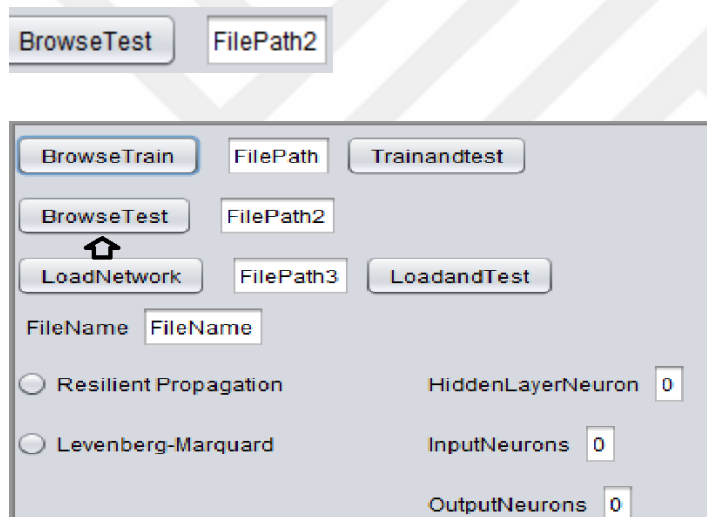 BrowseTest FilePath2
BrowseTrain FilePath Trainandtest
BrowseTest FilePath2
LoadNetwork FilePath3 LoadandTest
FileName FileName
Resilient Propagation HiddenLayerNeuron 0
Levenberg-Marquard InputNeurons 0
OutputNeurons 0